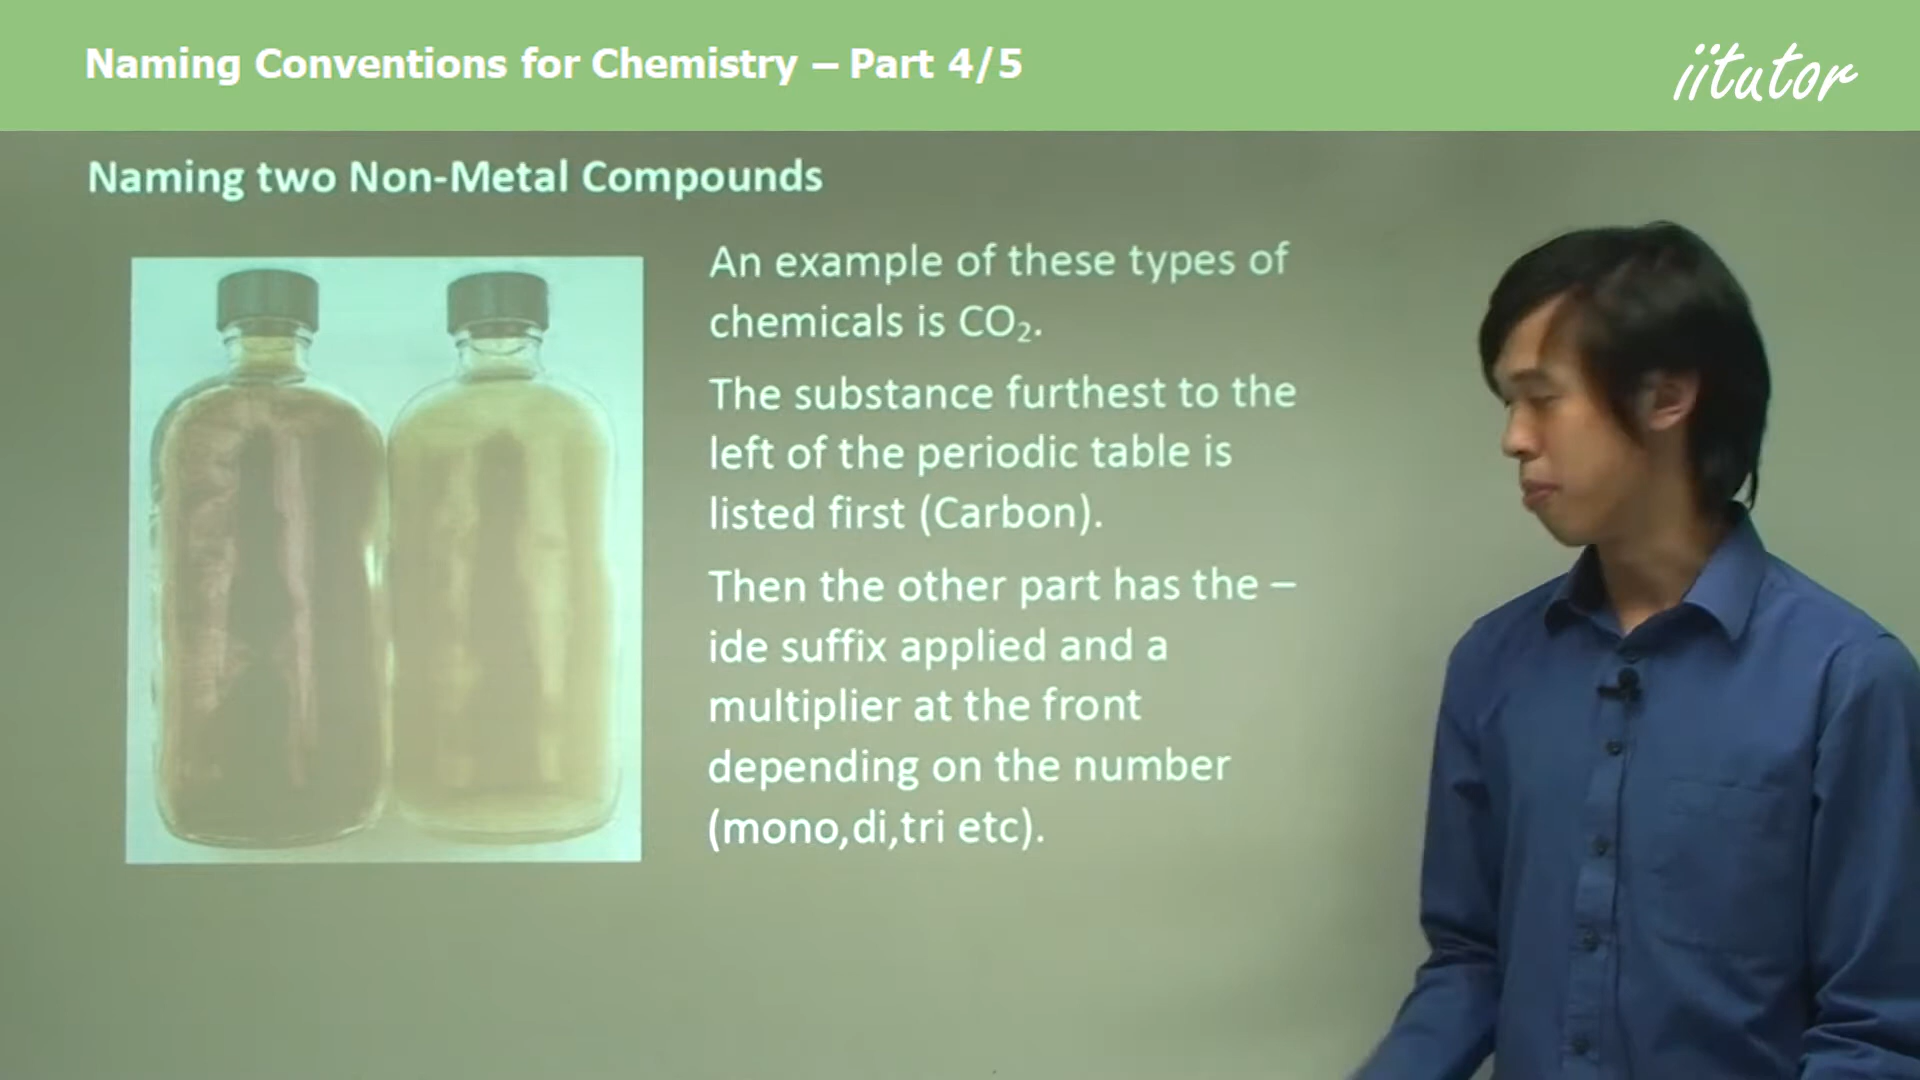 Naming Conventions for Chemistry – Part 4/5
iitutor
Naming two Non-Metal Compounds
An example of these types of
chemicals is CO₂.
The substance furthest to the
left of the periodic table is
listed first (Carbon).
Then the other part has the –
ide suffix applied and a
multiplier at the front
depending on the number
(mono,di,tri etc).